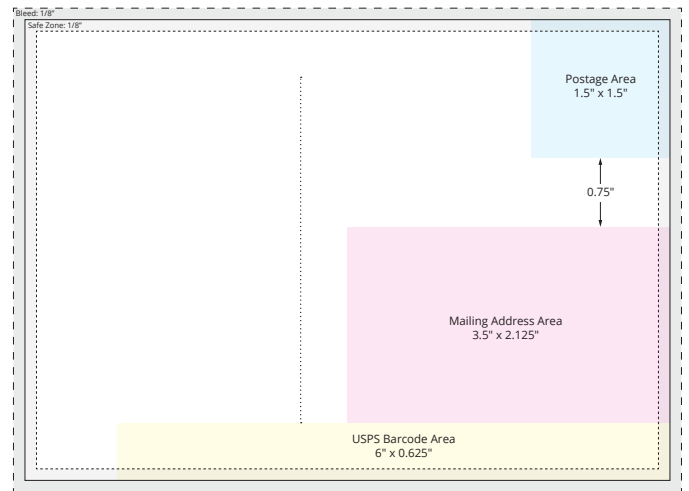 Bleed: 1/8"
Safe Zone: 1/8"
Postage Area
1.5" x 1.5"
0.75"
Mailing Address Area
3.5" x 2.125"
USPS Barcode Area
6" x 0.625"